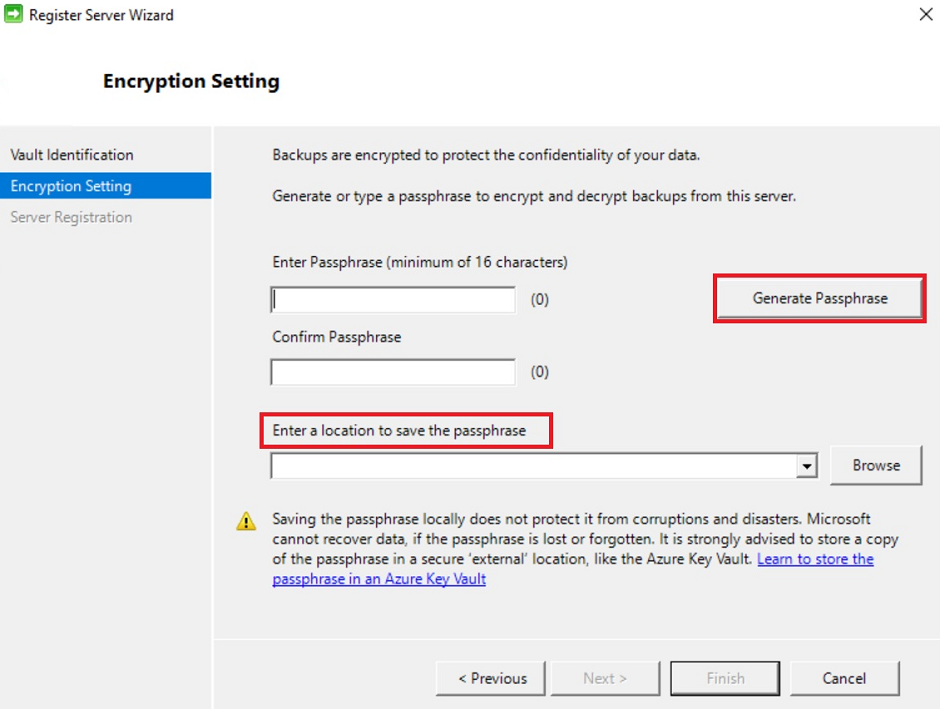 Register Server Wizard
Encryption Setting
Vault Identification
Encryption Setting
Server Registration
Backups are encrypted to protect the confidentiality of your data.
Generate or type a passphrase to encrypt and decrypt backups from this server.
Enter Passphrase (minimum of 16 characters)
(0)
Generate Passphrase
Confirm Passphrase
(0)
Enter a location to save the passphrase
Browse
Saving the passphrase locally does not protect it from corruptions and disasters. Microsoft
cannot recover data, if the passphrase is lost or forgotten. It is strongly advised to store a copy
of the passphrase in a secure 'external' location, like the Azure Key Vault. Learn to store the
passphrase in an Azure Key Vault
< Previous
Next >
Finish
Cancel